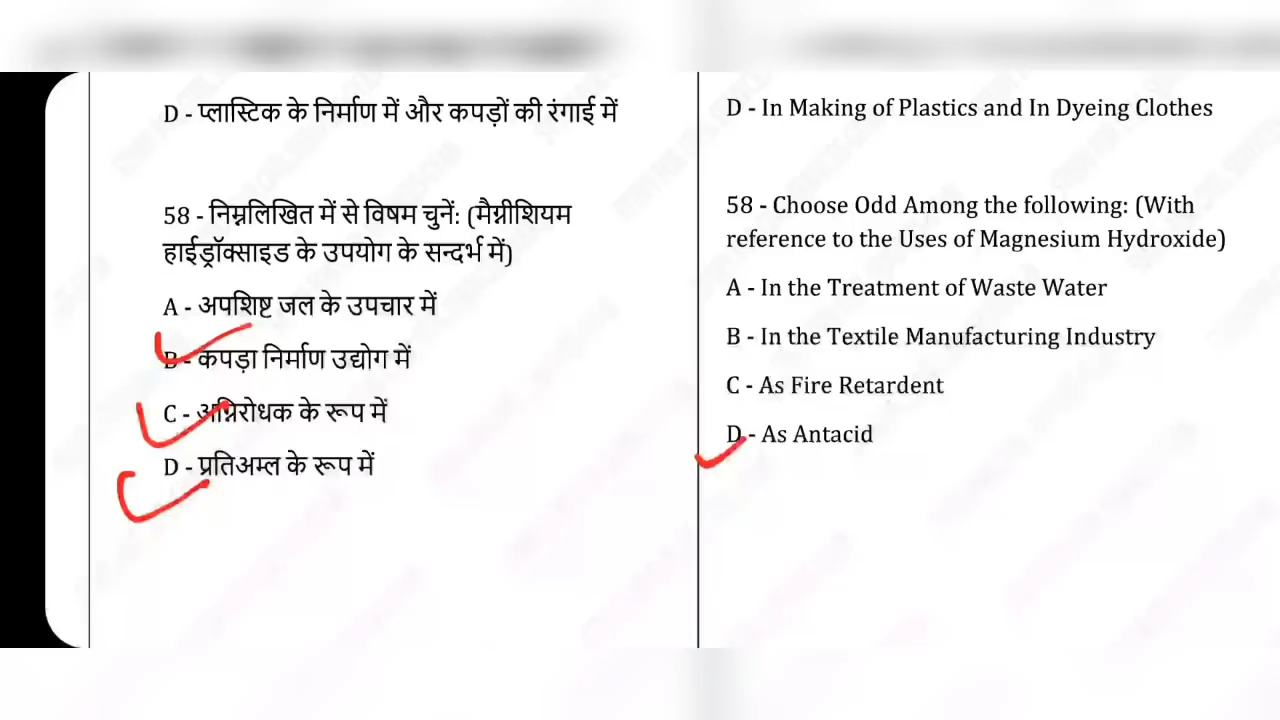 D - प्लास्टिक के निर्माण में और कपड़ों की रंगाई में
58 - निम्नलिखित में से विषम चुनें: (मैग्नीशियम
हाईड्रॉक्साइड के उपयोग के सन्दर्भ में)
A - अपशिष्ट जल के उपचार में
B - कपड़ा निर्माण उद्योग में
C - अग्निरोधक के रूप में
D - प्रतिअम्ल के रूप में
D - In Making of Plastics and In Dyeing Clothes
58 - Choose Odd Among the following: (With
reference to the Uses of Magnesium Hydroxide)
A - In the Treatment of Waste Water
B - In the Textile Manufacturing Industry
C - As Fire Retardent
D - As Antacid